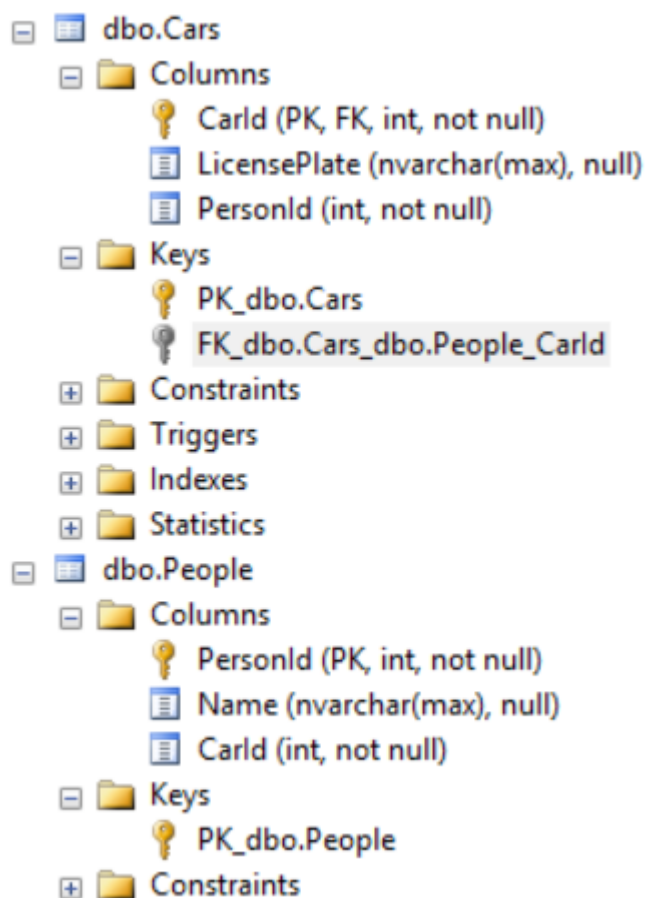 dbo.Cars
Columns
CarId (PK, FK, int, not null)
LicensePlate (nvarchar(max), null)
PersonId (int, not null)
Keys
PK_dbo.Cars
FK_dbo.Cars_dbo.People_CarId
Constraints
Triggers
Indexes
Statistics
dbo.People
Columns
PersonId (PK, int, not null)
Name (nvarchar(max), null)
CarId (int, not null)
Keys
PK_dbo.People
Constraints